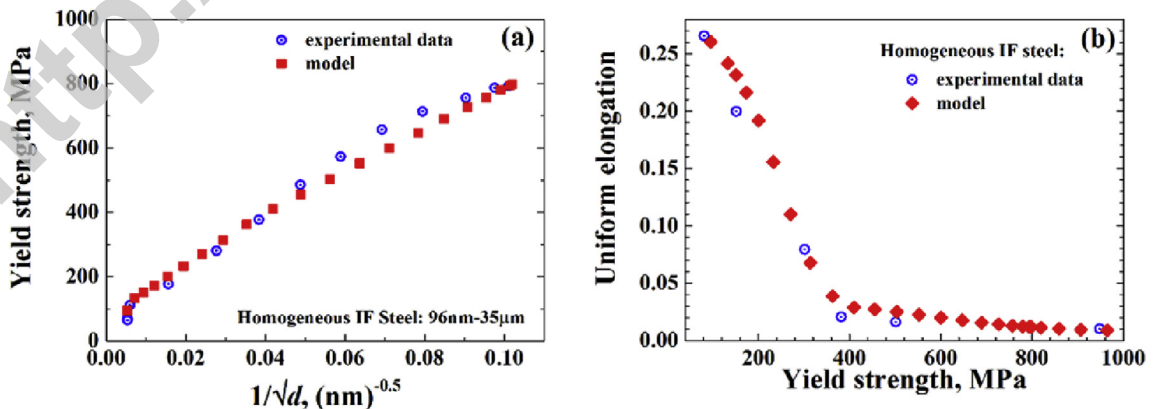 http.
(a)
experimental data
model
Yield strength, MPa
1000
800
600
400
200
0
Homogeneous IF Steel: 96nm-35μm
0.00 0.02 0.04 0.06 0.08 0.10
1/√d, (nm)^-0.5
(b)
Homogeneous IF steel:
experimental data
model
Uniform elongation
0.25
0.20
0.15
0.10
0.05
0.00
200 400 600 800 1000
Yield strength, MPa